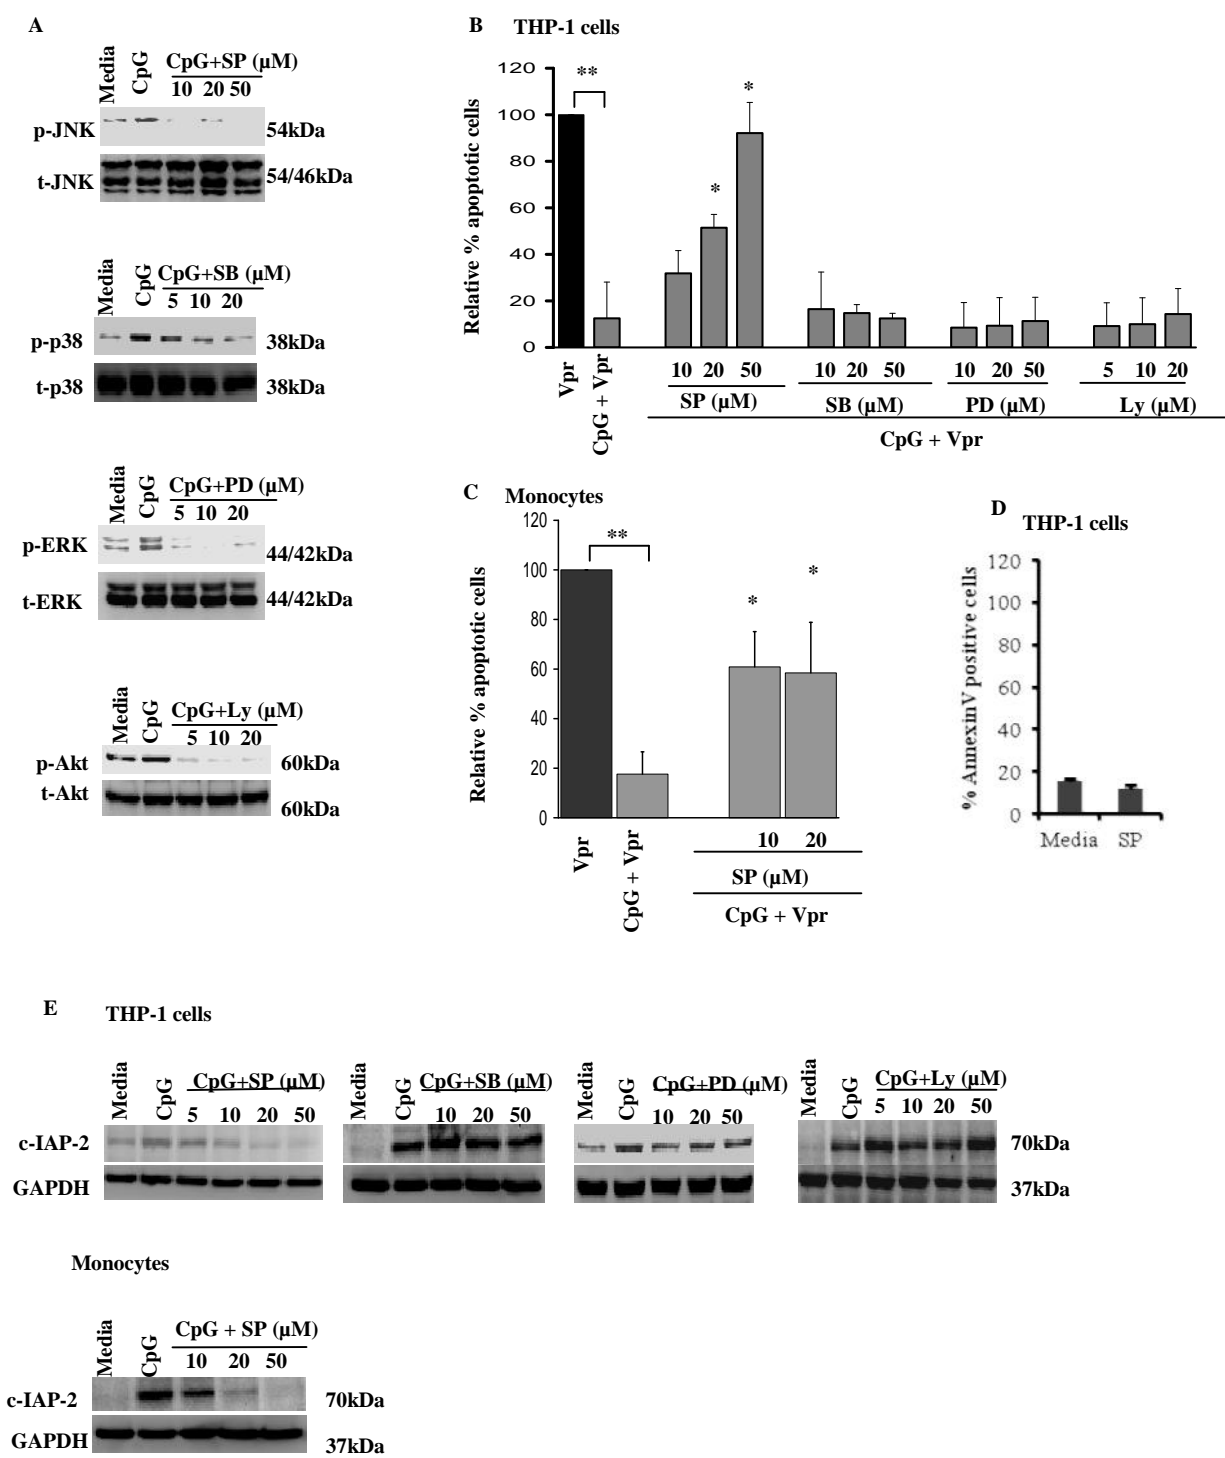 A
Media
CpG
CpG+SP (µM)
10 20 50
p-JNK
54kDa
t-JNK
54/46kDa
Media
CpG
CpG+SB (µM)
5 10 20
p-p38
38kDa
t-p38
38kDa
Media
CpG
CpG+PD (µM)
5 10 20
p-ERK
44/42kDa
t-ERK
44/42kDa
Media
CpG
CpG+Ly (µM)
5 10 20
p-Akt
60kDa
t-Akt
60kDa
B THP-1 cells
Relative % apoptotic cells
120
100
80
60
40
20
0
**
*
*
Vpr
CpG + Vpr
10 20 50
SP (µM)
10 20 50
SB (µM)
10 20 50
PD (µM)
5 10 20
Ly (µM)
CpG + Vpr
C Monocytes
Relative % apoptotic cells
120
100
80
60
40
20
0
**
*
*
Vpr
CpG + Vpr
10 20
SP (µM)
CpG + Vpr
D THP-1 cells
% AnnexinV positive cells
120
100
80
60
40
20
0
Media SP
E THP-1 cells
Media
CpG
CpG+SP (µM)
5 10 20 50
Media
CpG
CpG+SB (µM)
10 20 50
Media
CpG
CpG+PD (µM)
10 20 50
Media
CpG
CpG+Ly (µM)
5 10 20 50
c-IAP-2
70kDa
GAPDH
37kDa
Monocytes
Media
CpG
CpG + SP (µM)
10 20 50
c-IAP-2
70kDa
GAPDH
37kDa